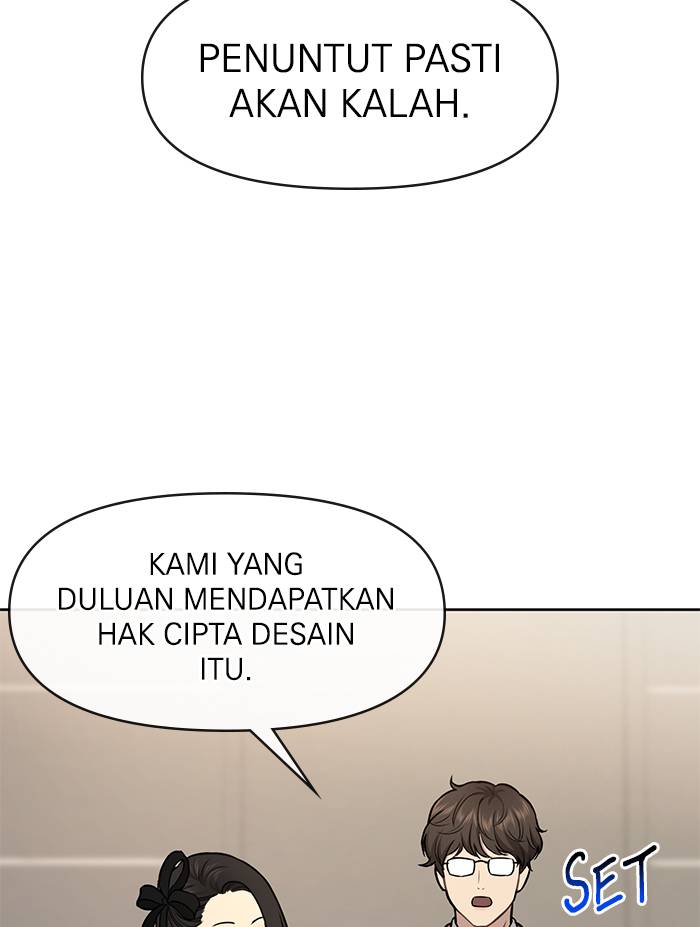 PENUNTUT PASTI
AKAN KALAH.
KAMI YANG
DULUAN MENDAPATKAN
HAK CIPTA DESAIN
ITU.
SET